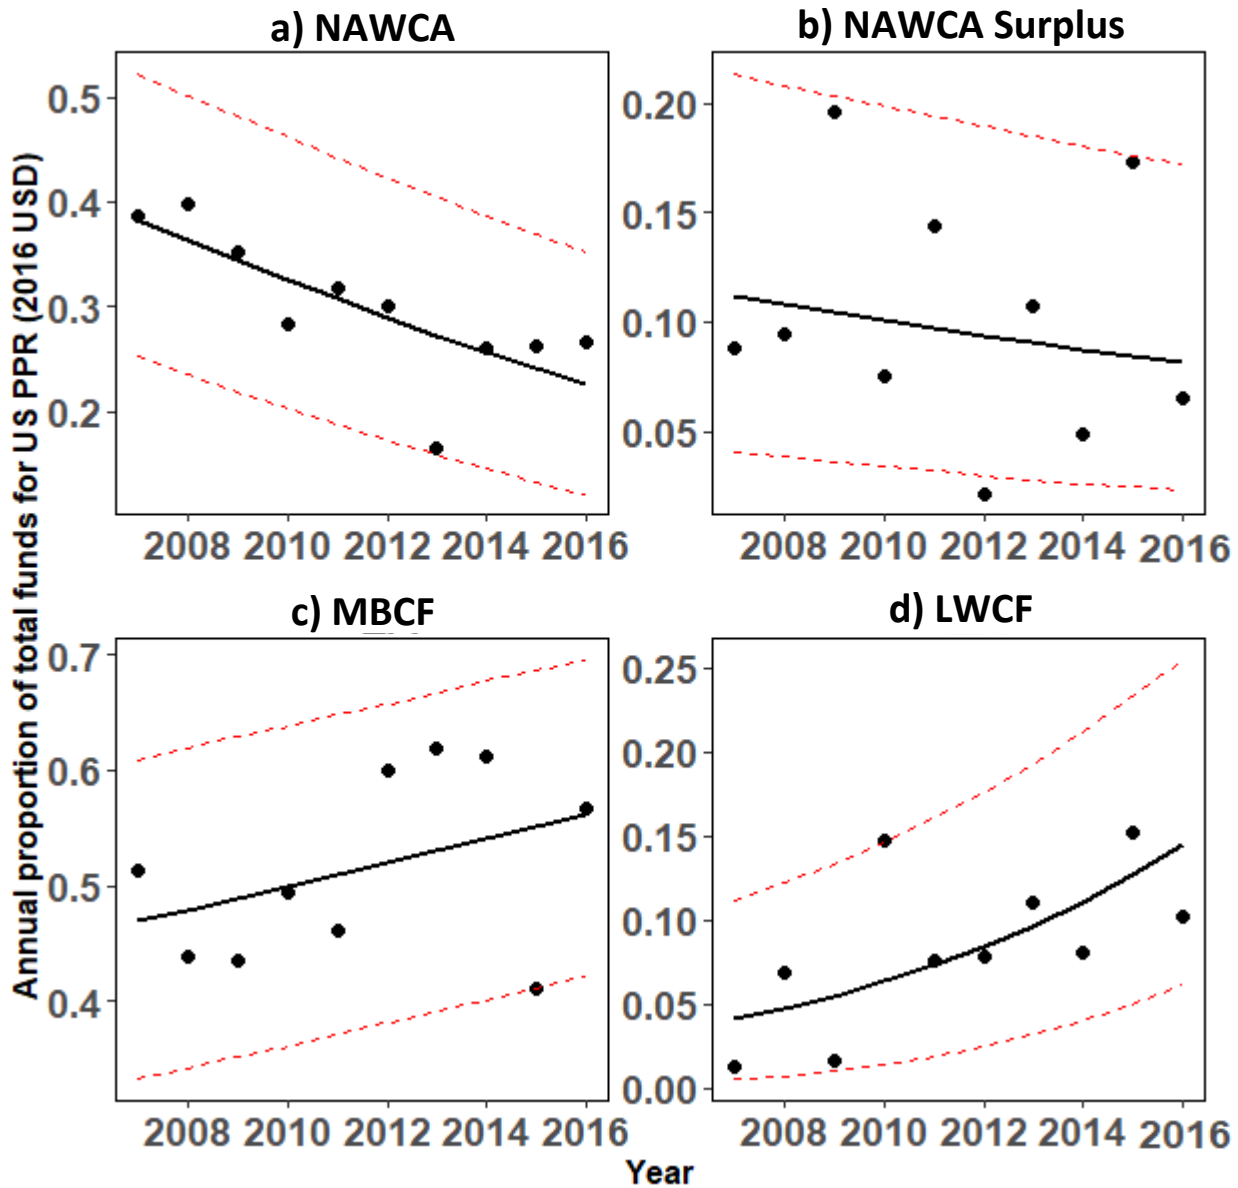 a) NAWCA
b) NAWCA Surplus
Annual proportion of total funds for US PPR (2016 USD)
0.5
0.4
0.3
0.2
0.20
0.15
0.10
0.05
2008 2010 2012 2014 2016
2008 2010 2012 2014 2016
c) MBCF
d) LWCF
0.7
0.6
0.5
0.4
0.25
0.20
0.15
0.10
0.05
0.00
2008 2010 2012 2014 2016
2008 2010 2012 2014 2016
Year